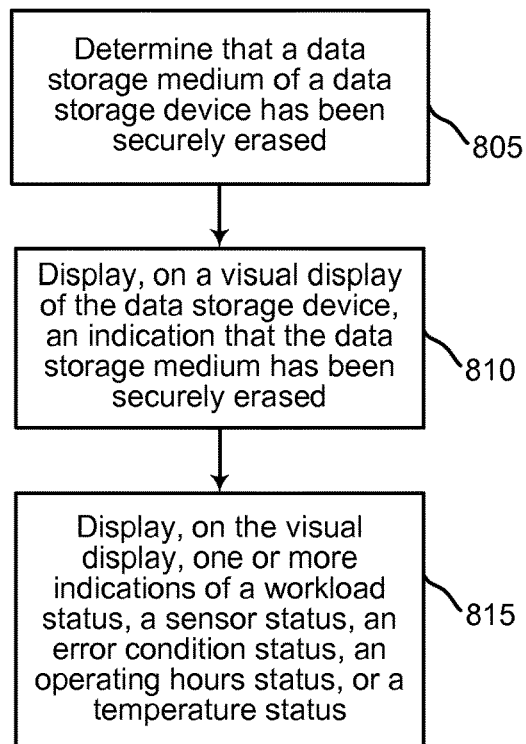 Determine that a data
storage medium of a data
storage device has been
securely erased
805
Display, on a visual display
of the data storage device,
an indication that the data
storage medium has been
securely erased
810
Display, on the visual
display, one or more
indications of a workload
status, a sensor status, an
error condition status, an
operating hours status, or a
temperature status
815